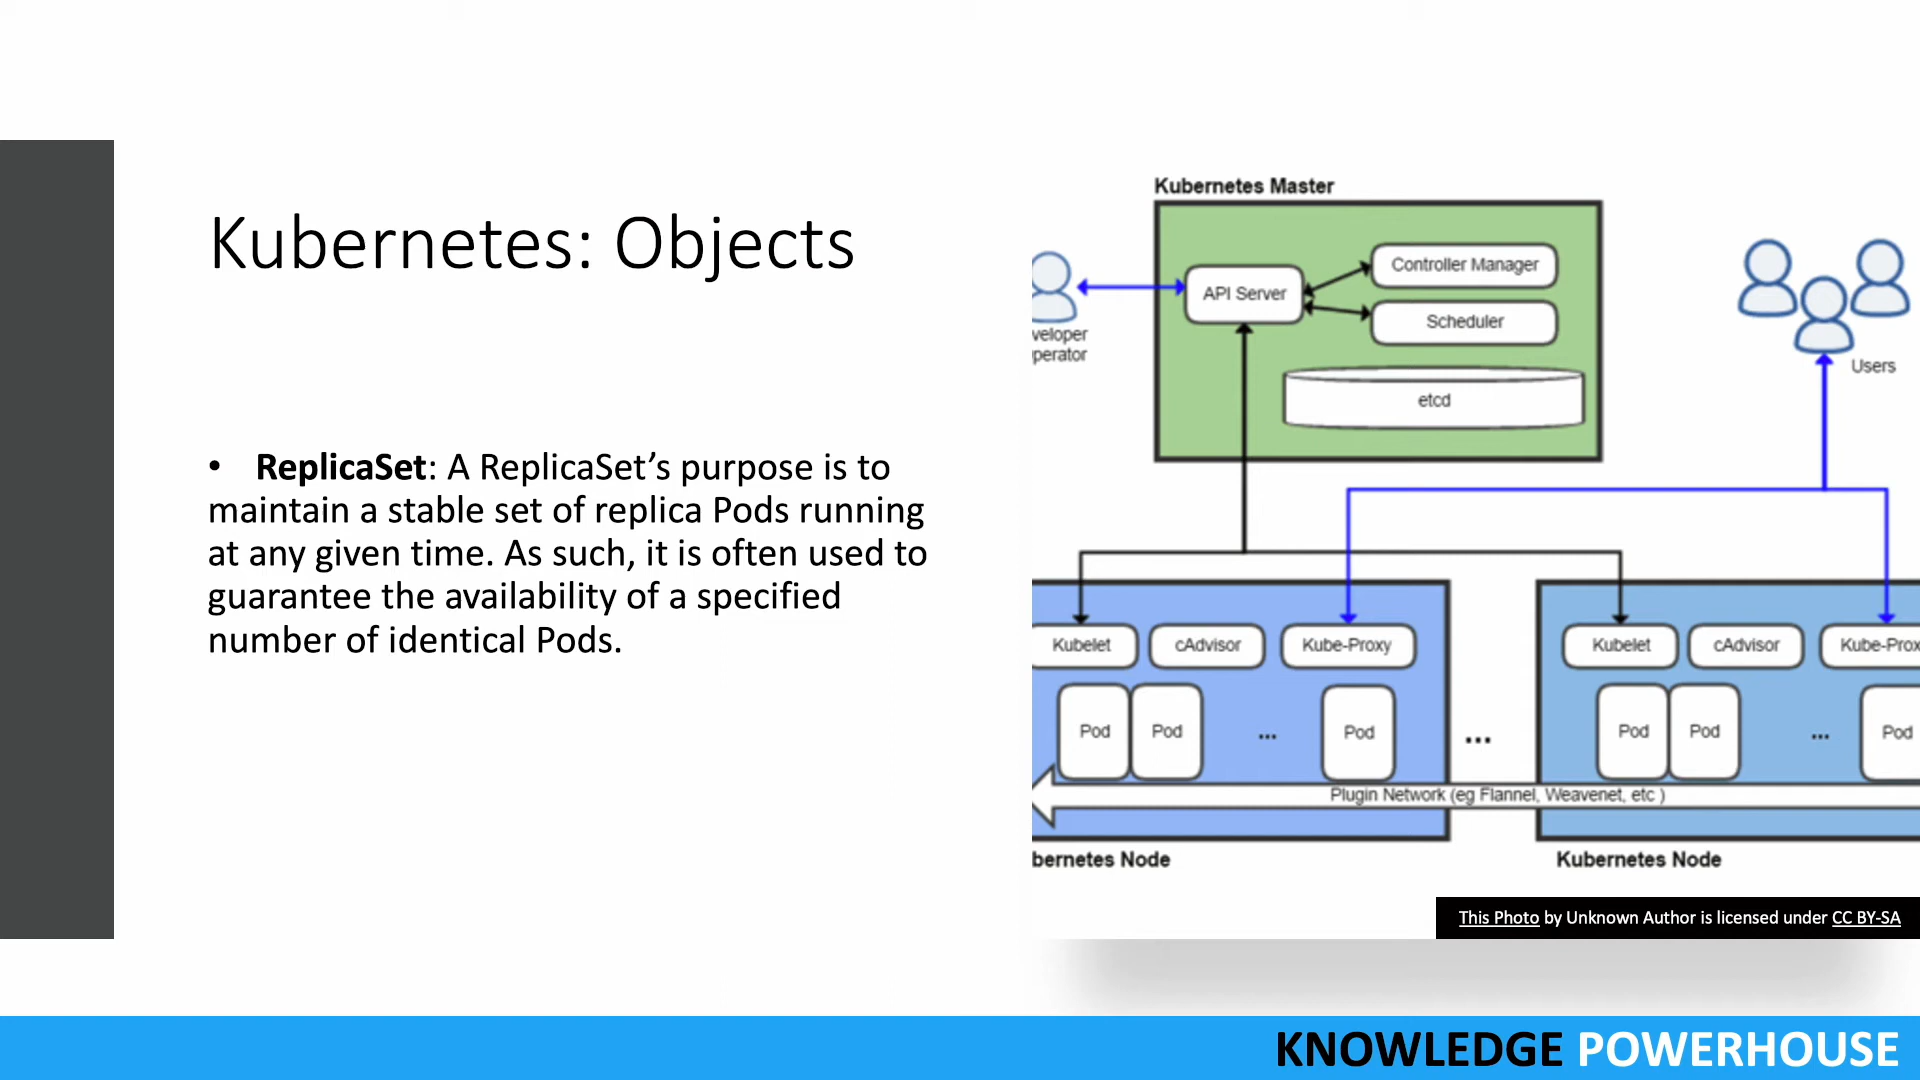 Kubernetes: Objects
• ReplicaSet: A ReplicaSet’s purpose is to
maintain a stable set of replica Pods running
at any given time. As such, it is often used to
guarantee the availability of a specified
number of identical Pods.
Kubernetes Master
API Server
Controller Manager
Scheduler
etcd
veloper
perator
Users
Kubelet
cAdvisor
Kube-Proxy
Kubelet
cAdvisor
Kube-Prox
Pod
Pod
...
Pod
...
Pod
Pod
...
Pod
Plugin Network (eg Flannel, Weavenet, etc )
bernetes Node
Kubernetes Node
This Photo by Unknown Author is licensed under CC BY-SA
KNOWLEDGE POWERHOUSE